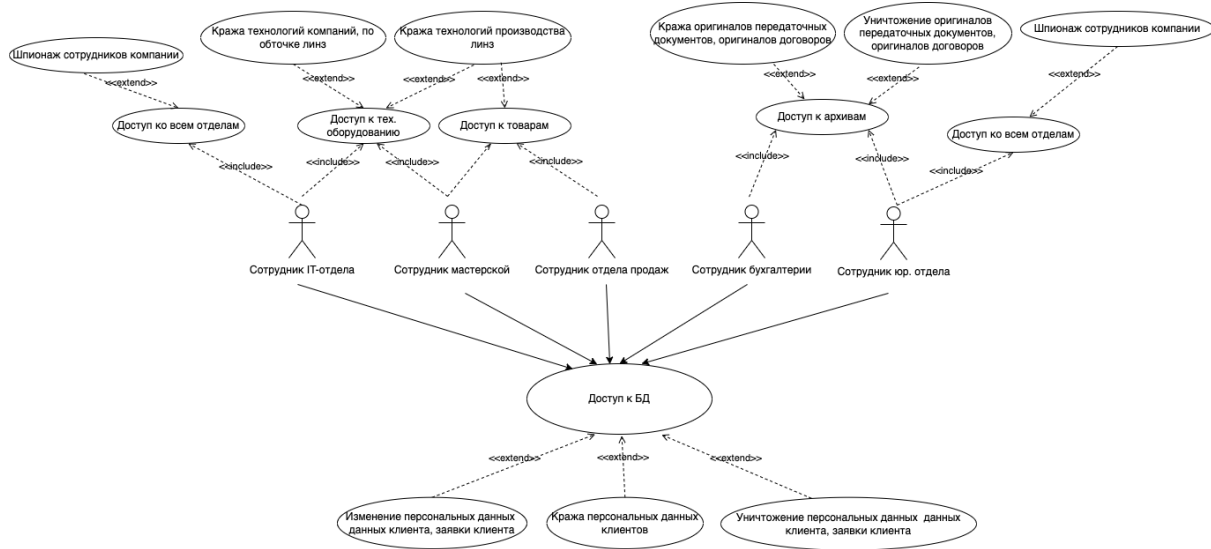 Кража технологий компаний, по
обточке линз
Кража технологий производства
линз
Кража оригиналов передаточных
документов, оригиналов договоров
Уничтожение оригиналов
передаточных документов,
оригиналов договоров
Шпионаж сотрудников компании
Шпионаж сотрудников компании
<<extend>>
<<extend>>
<<extend>>
<<extend>>
<<extend>>
<<extend>>
<<extend>>
Доступ ко всем отделам
Доступ к тех.
оборудованию
Доступ к товарам
Доступ к архивам
Доступ ко всем отделам
<<include>>
<<include>>
<<include>>
<<include>>
<<include>>
<<include>>
<<include>>
Сотрудник IT-отдела
Сотрудник мастерской
Сотрудник отдела продаж
Сотрудник бухгалтерии
Сотрудник юр. отдела
Доступ к БД
<<extend>>
<<extend>>
<<extend>>
Изменение персональных данных
данных клиента, заявки клиента
Кража персональных данных
клиентов
Уничтожение персональных данных данных
клиента, заявки клиента